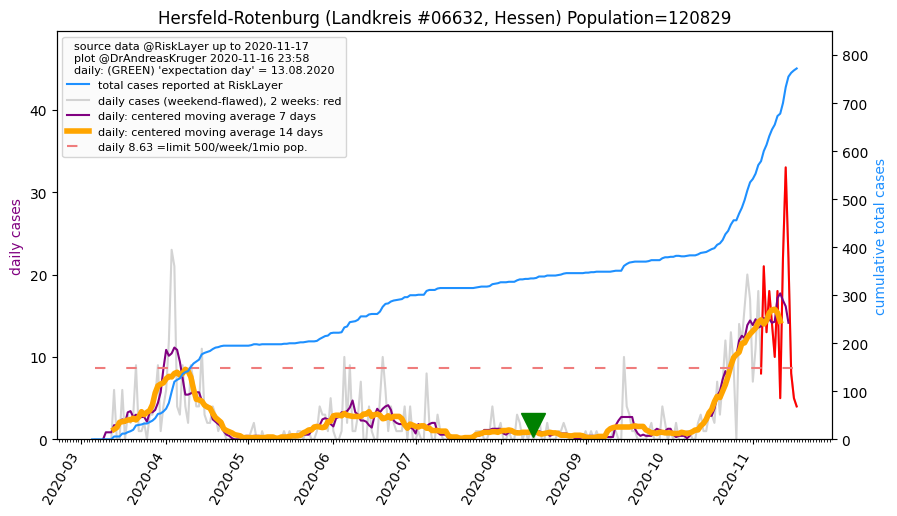 Hersfeld-Rotenburg (Landkreis #06632, Hessen) Population=120829
source data @RiskLayer up to 2020-11-17
plot @DrAndreasKruger 2020-11-16 23:58
daily: (GREEN) 'expectation day' = 13.08.2020
total cases reported at RiskLayer
daily cases (weekend-flawed), 2 weeks: red
daily: centered moving average 7 days
daily: centered moving average 14 days
daily 8.63 =limit 500/week/1mio pop.
daily cases
40
30
20
10
0
cumulative total cases
800
700
600
500
400
300
200
100
0
2020-03
2020-04
2020-05
2020-06
2020-07
2020-08
2020-09
2020-10
2020-11